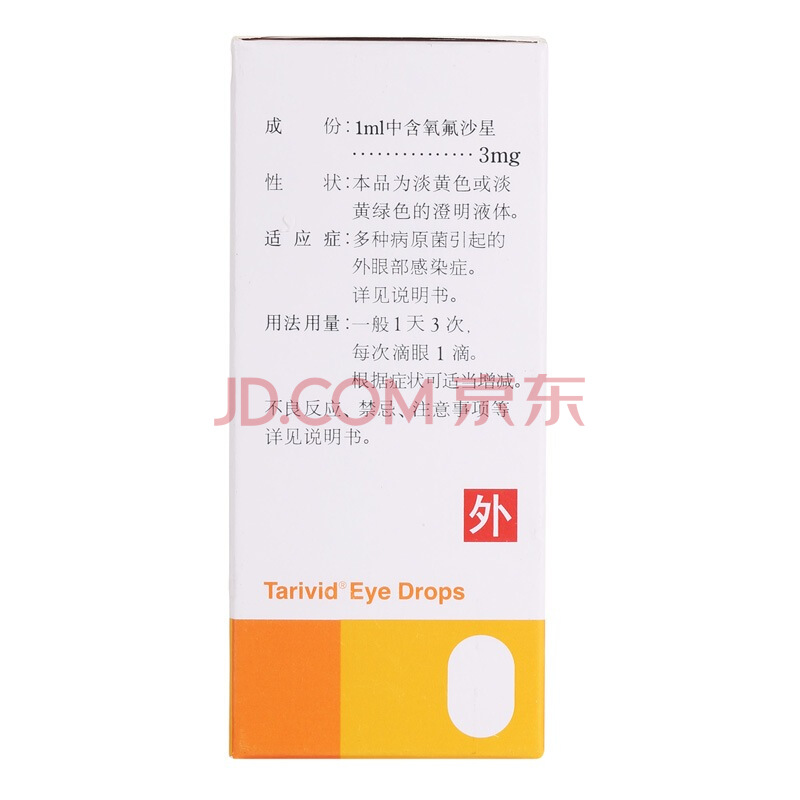 成 份：1ml中含氧氟沙星
···············3mg
性 状：本品为淡黄色或淡
黄绿色的澄明液体。
适 应 症：多种病原菌引起的
外眼部感染症。
详见说明书。
用法用量：一般 1 天 3 次,
每次滴眼 1 滴。
根据症状可适当增减。
JD.COM 京东
不良反应、禁忌、注意事项等
详见说明书。
外
Tarivid® Eye Drops